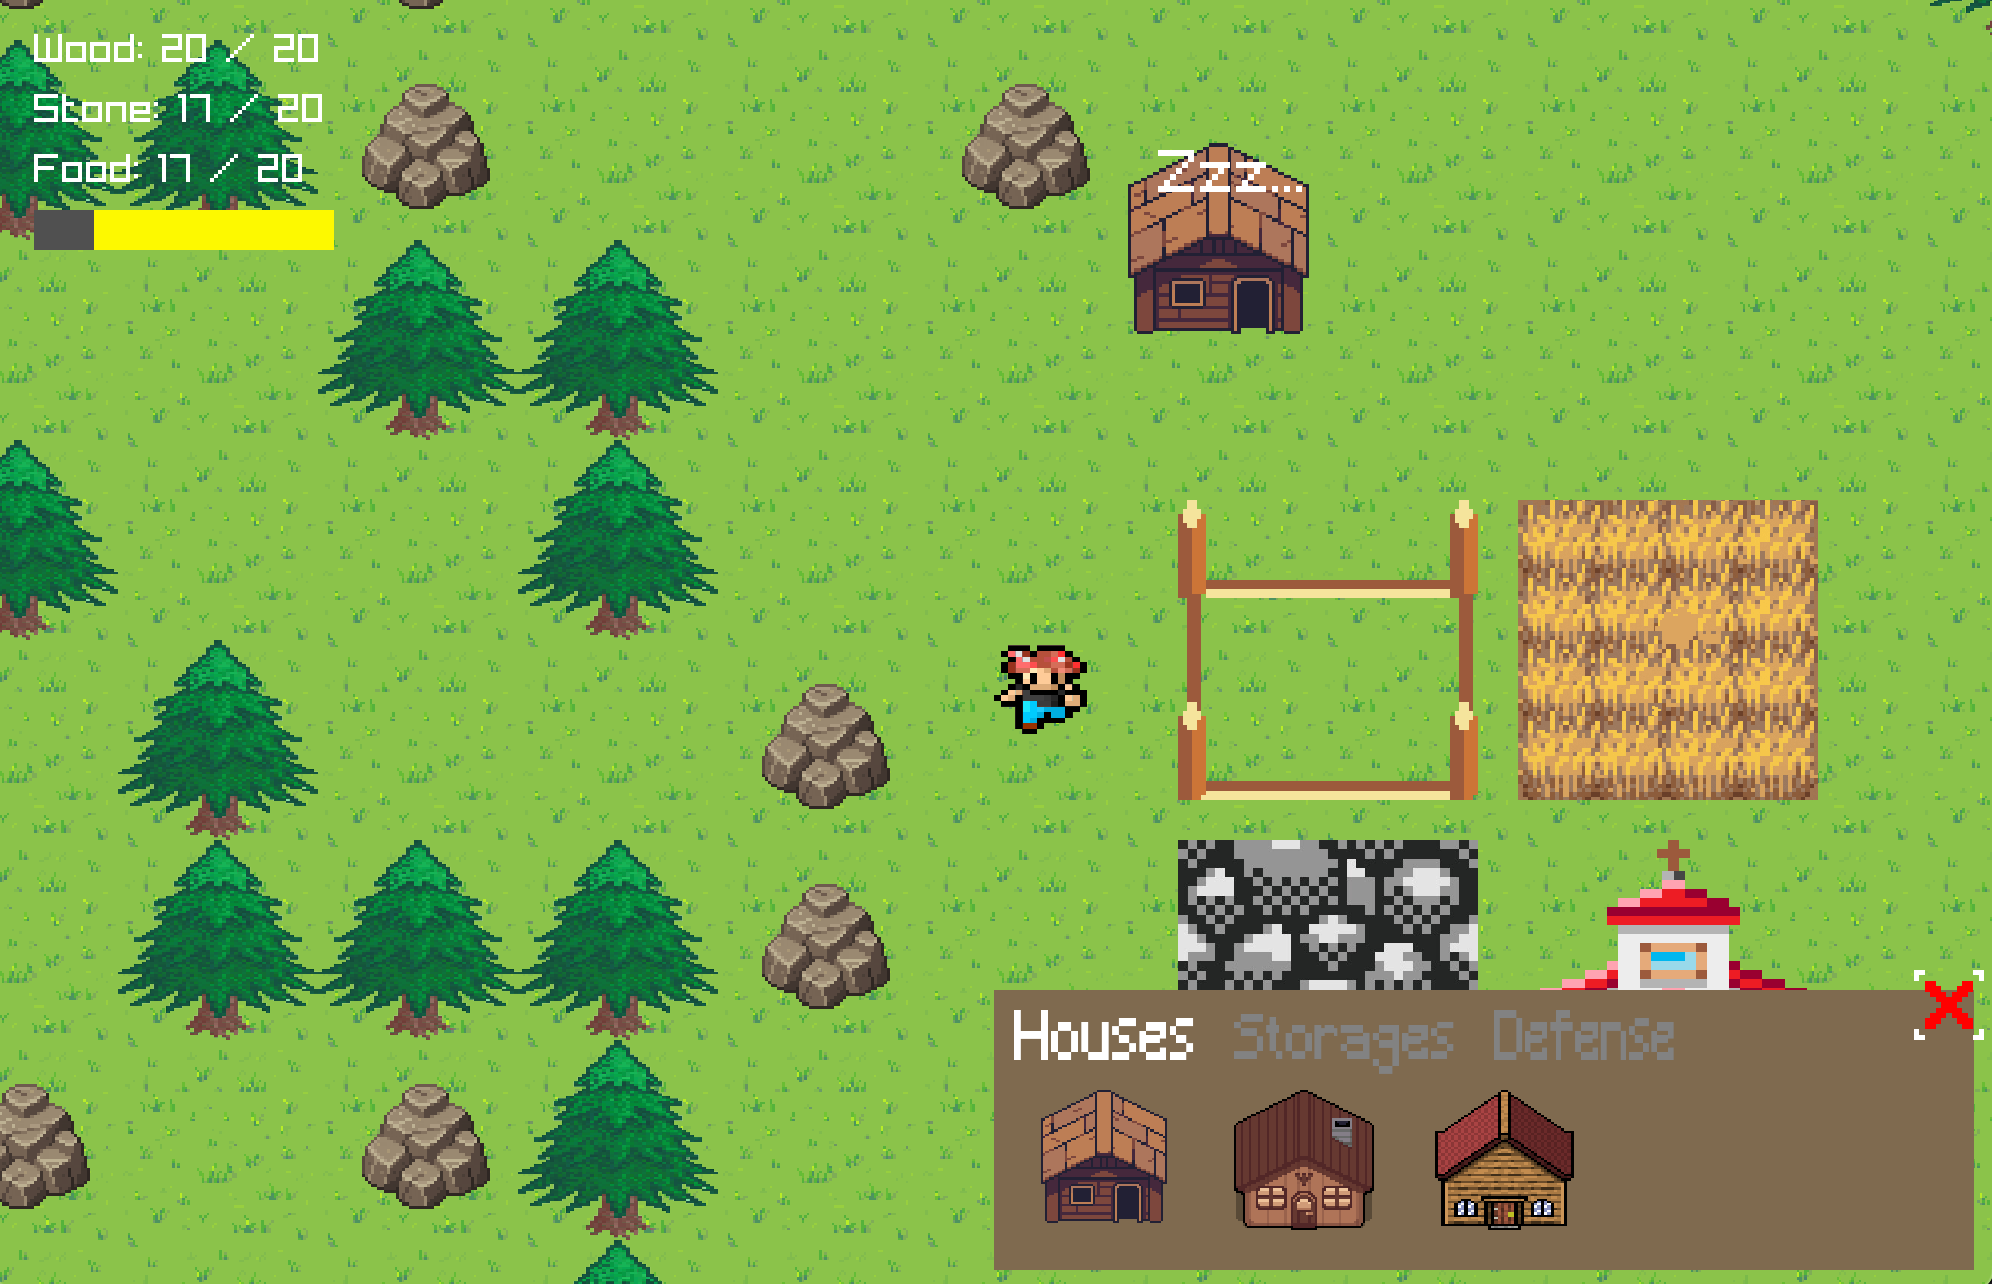 Wood: 20 / 20
Stone: 17 / 20
Food: 17 / 20
Zzz...
Houses Storages Defense